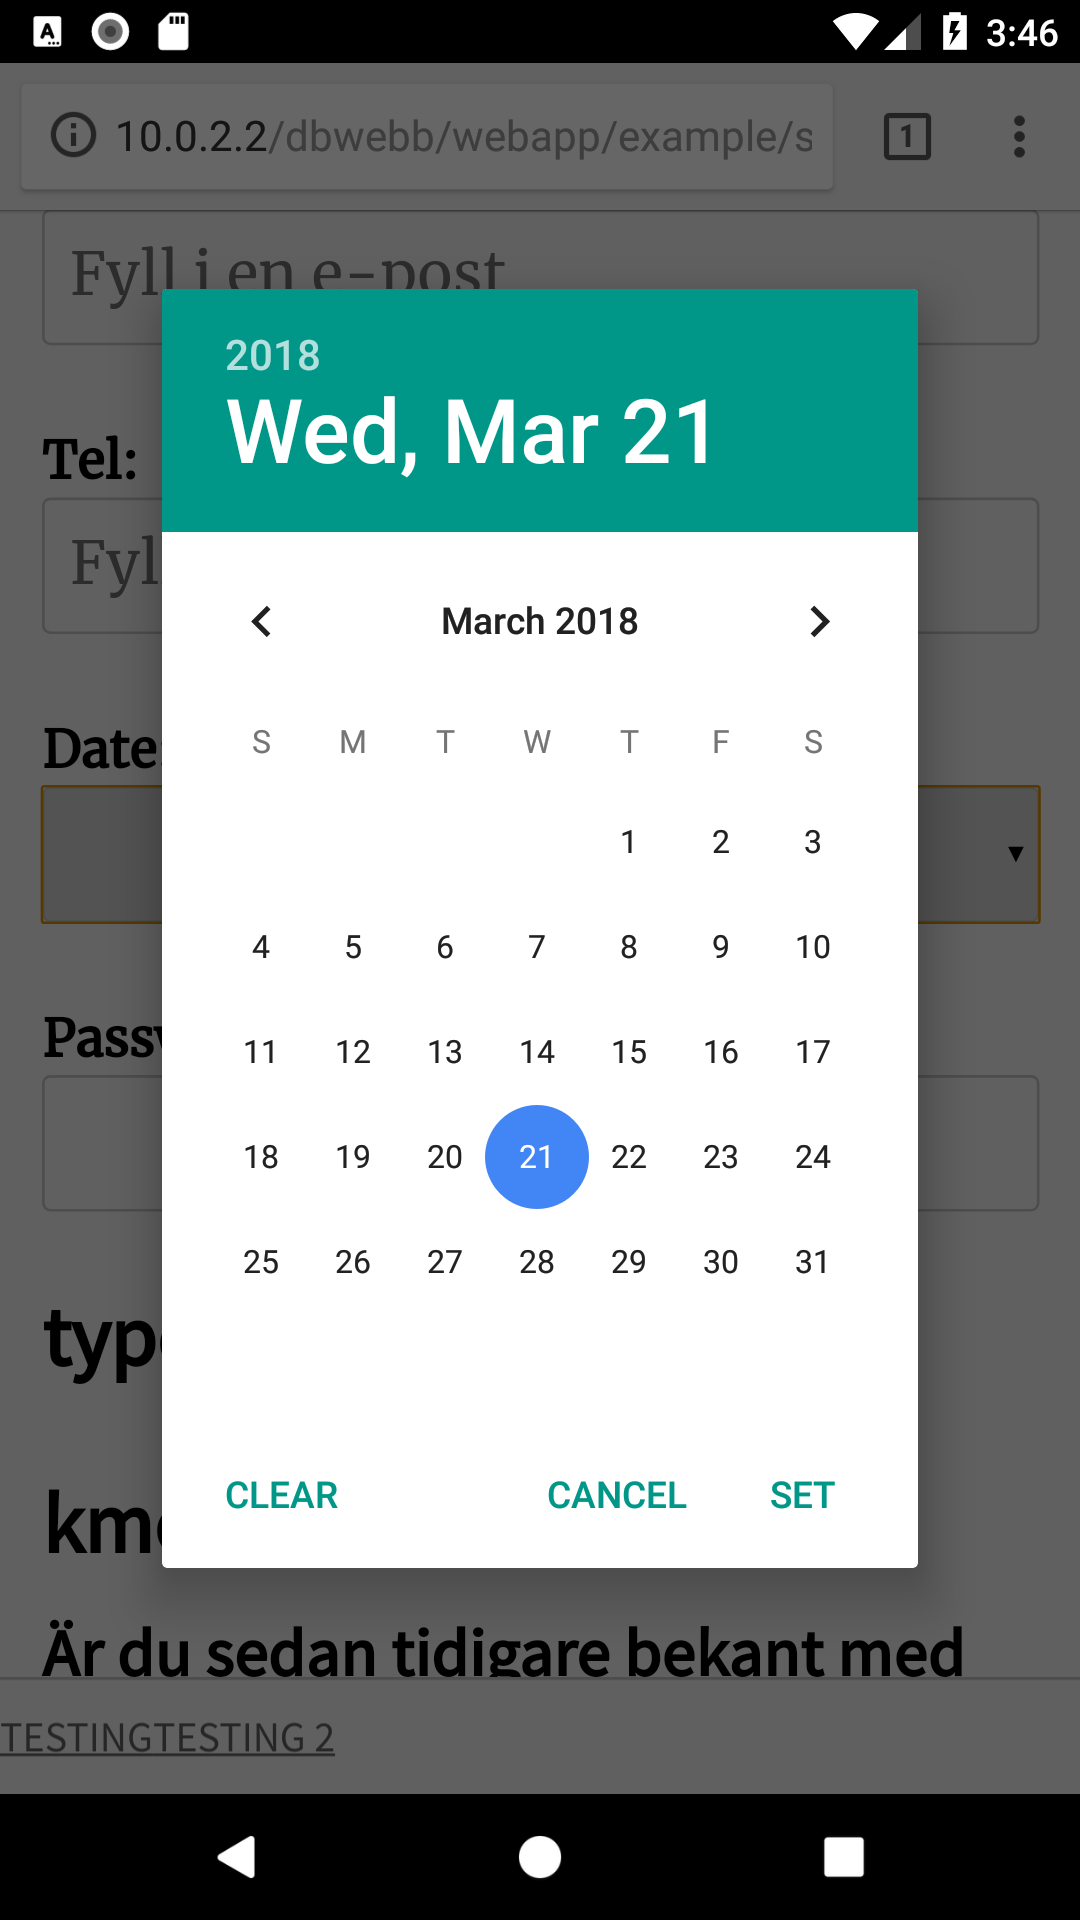 3:46
10.0.2.2/dbwebb/webapp/example/s
1
Fyll i en e-post
2018
Wed, Mar 21
Tel:
Fyl
March 2018
S M T W T F S
Date:
1 2 3
4 5 6 7 8 9 10
Passw
11 12 13 14 15 16 17
18 19 20 21 22 23 24
25 26 27 28 29 30 31
type
CLEAR CANCEL SET
kmo
Är du sedan tidigare bekant med
TESTINGTESTING 2